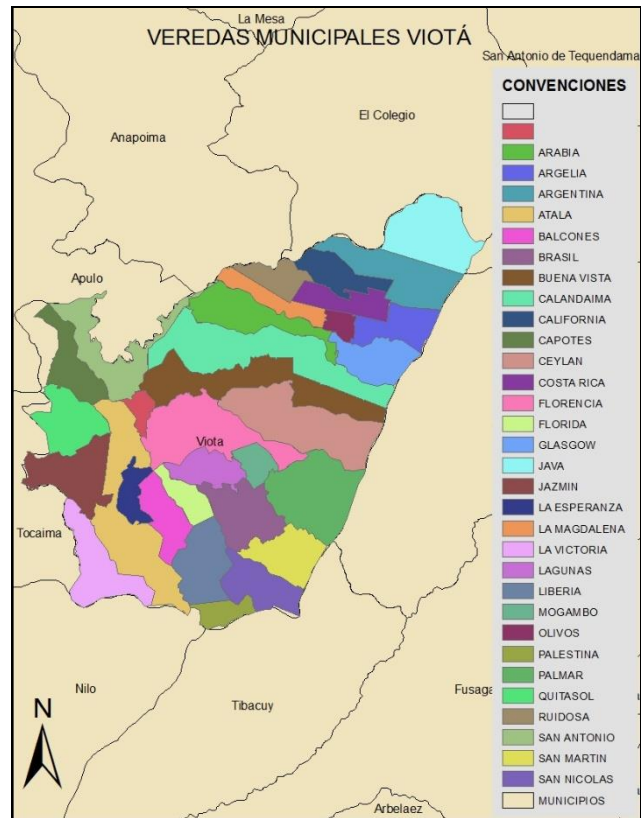 La Mesa
VEREDAS MUNICIPALES VIOTÁ
San Antonio de Tequendama
CONVENCIONES
El Colegio
Anapoima
Apulo
Viota
Tocaima
Nilo
Tibacuy
Fusaga
Arbelaez
N
ARABIA
ARGELIA
ARGENTINA
ATALA
BALCONES
BRASIL
BUENA VISTA
CALANDAIMA
CALIFORNIA
CAPOTES
CEYLAN
COSTA RICA
FLORENCIA
FLORIDA
GLASGOW
JAVA
JAZMIN
LA ESPERANZA
LA MAGDALENA
LA VICTORIA
LAGUNAS
LIBERIA
MOGAMBO
OLIVOS
PALESTINA
PALMAR
QUITASOL
RUIDOSA
SAN ANTONIO
SAN MARTIN
SAN NICOLAS
MUNICIPIOS